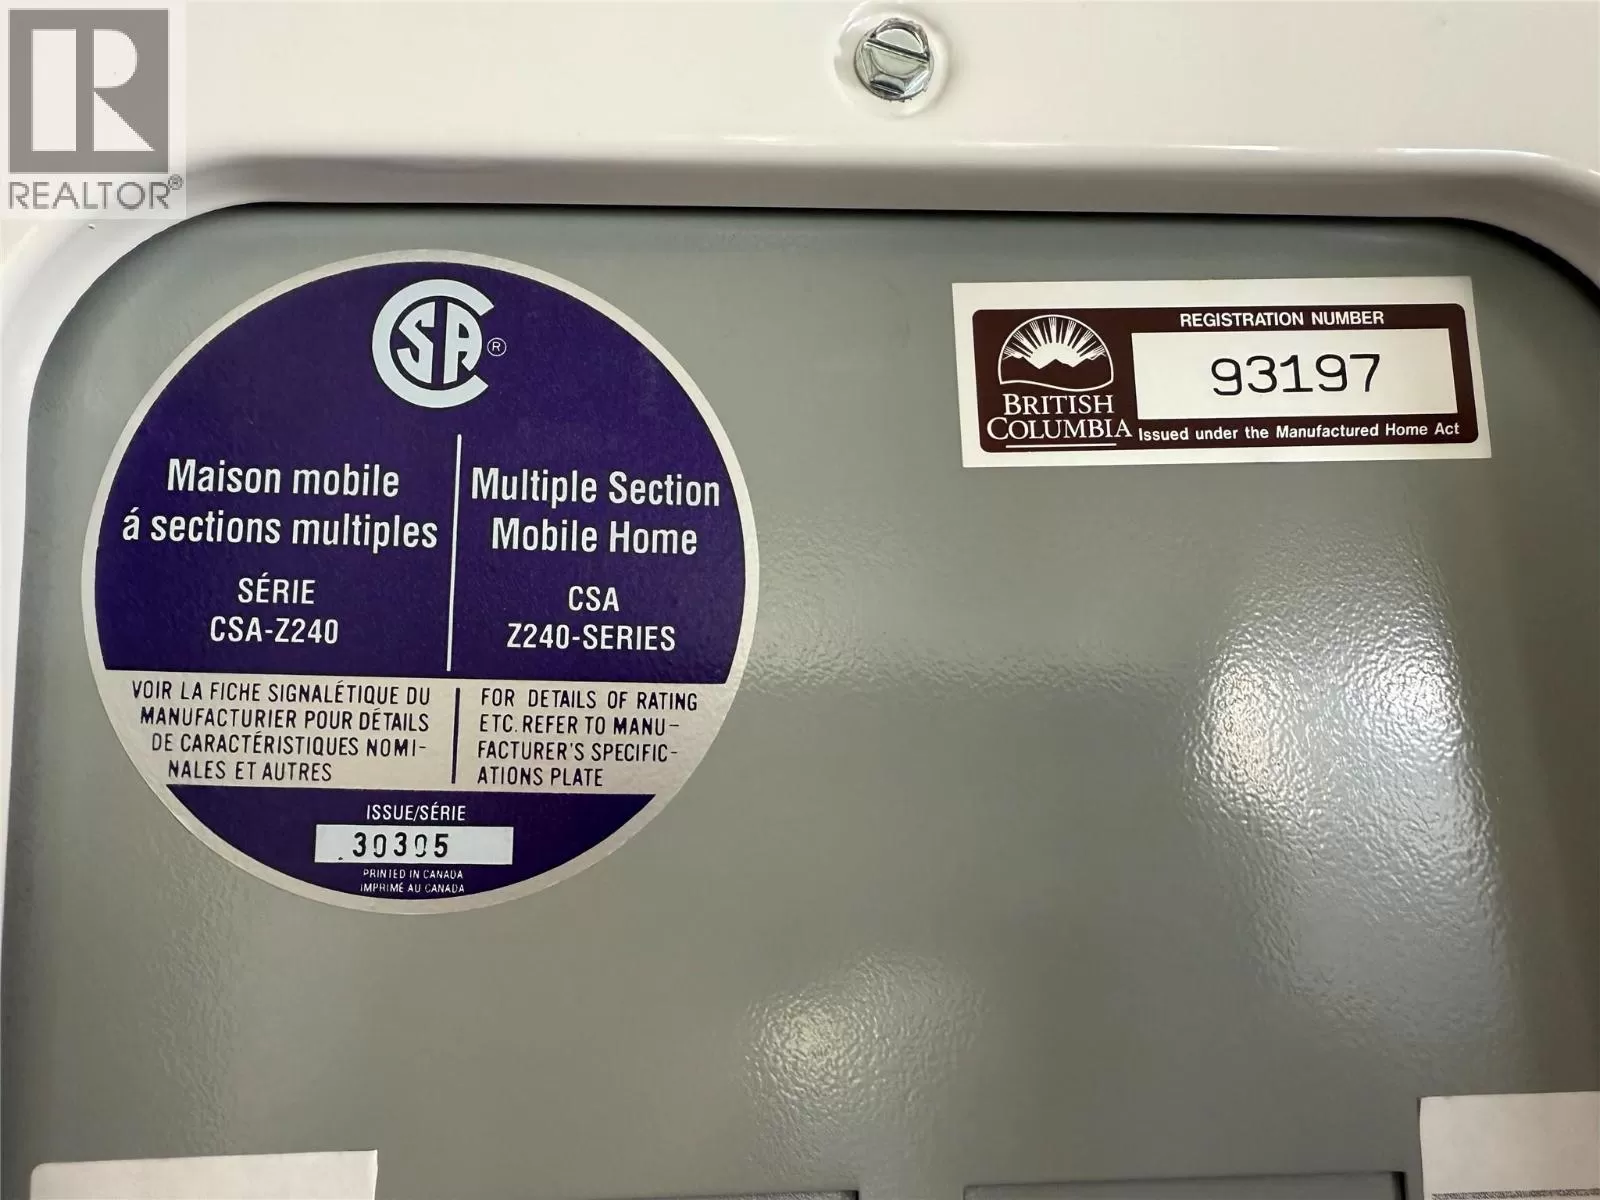 REALTOR®
CSA®
Maison mobile
á sections multiples
SÉRIE
CSA-Z240
Multiple Section
Mobile Home
CSA
Z240-SERIES
VOIR LA FICHE SIGNALÉTIQUE DU
MANUFACTURIER POUR DÉTAILS
DE CARACTÉRISTIQUES NOMI-
NALES ET AUTRES
FOR DETAILS OF RATING
ETC. REFER TO MANU-
FACTURER'S SPECIFIC-
ATIONS PLATE
ISSUE/SÉRIE
30305
PRINTED IN CANADA
IMPRIMÉ AU CANADA
BRITISH
COLUMBIA
REGISTRATION NUMBER
93197
Issued under the Manufactured Home Act